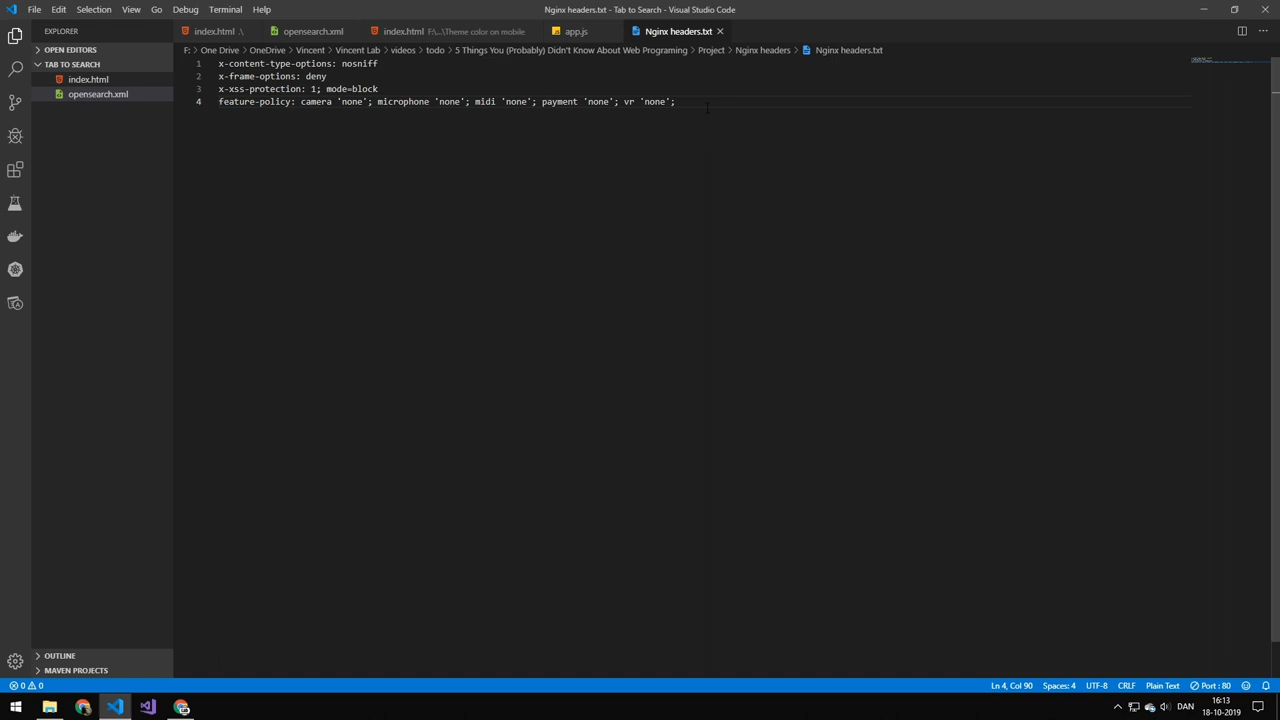 File Edit Selection View Go Debug Terminal Help
Nginx headers.txt - Tab to Search - Visual Studio Code
EXPLORER
index.html
opensearch.xml
index.html F:\...\Theme color on mobile
app.js
Nginx headers.txt
OPEN EDITORS
F: > One Drive > OneDrive > Vincent > Vincent Lab > videos > todo > 5 Things You (Probably) Didn't Know About Web Programing > Project > Nginx headers > Nginx headers.txt
TAB TO SEARCH
index.html
opensearch.xml
1 x-content-type-options: nosniff
2 x-frame-options: deny
3 x-xss-protection: 1; mode=block
4 feature-policy: camera 'none'; microphone 'none'; midi 'none'; payment 'none'; vr 'none';
OUTLINE
MAVEN PROJECTS
0 0
Ln 4, Col 90 Spaces: 4 UTF-8 CRLF Plain Text Port : 80
DAN
16:13
18-10-2019